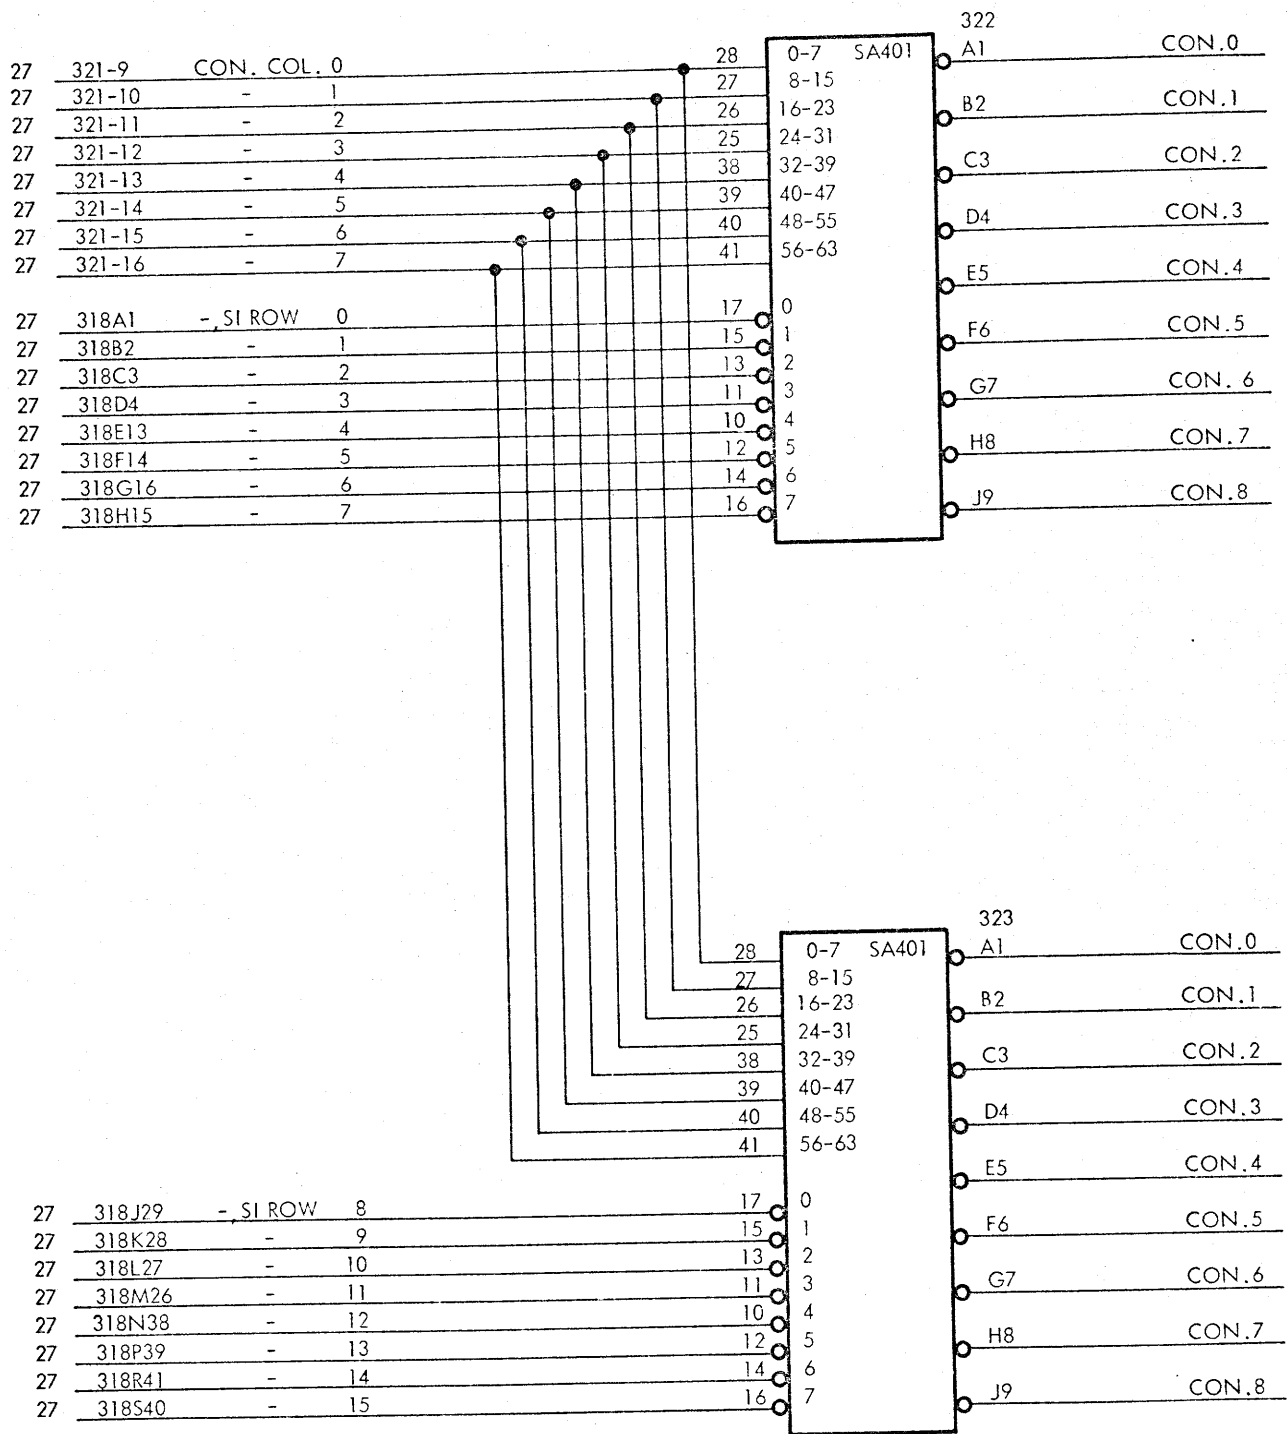 322
27 321-9 CON. COL. 0 28 0-7 SA401 A1 CON.0
27 321-10 - 1 27 8-15
27 321-11 - 2 26 16-23 B2 CON.1
27 321-12 - 3 25 24-31
27 321-13 - 4 38 32-39 C3 CON.2
27 321-14 - 5 39 40-47
27 321-15 - 6 40 48-55 D4 CON.3
27 321-16 - 7 41 56-63
E5 CON.4
27 318A1 -,SI ROW 0 17 0
27 318B2 - 1 15 1 F6 CON.5
27 318C3 - 2 13 2
27 318D4 - 3 11 3 G7 CON. 6
27 318E13 - 4 10 4
27 318F14 - 5 12 5 H8 CON.7
27 318G16 - 6 14 6
27 318H15 - 7 16 7 J9 CON.8
323
28 0-7 SA401 A1 CON.0
27 8-15
26 16-23 B2 CON.1
25 24-31
38 32-39 C3 CON.2
39 40-47
40 48-55 D4 CON.3
41 56-63
E5 CON.4
27 318J29 -,SI ROW 8 17 0
27 318K28 - 9 15 1 F6 CON.5
27 318L27 - 10 13 2
27 318M26 - 11 11 3 G7 CON.6
27 318N38 - 12 10 4
27 318P39 - 13 12 5 H8 CON.7
27 318R41 - 14 14 6
27 318S40 - 15 16 7 J9 CON.8